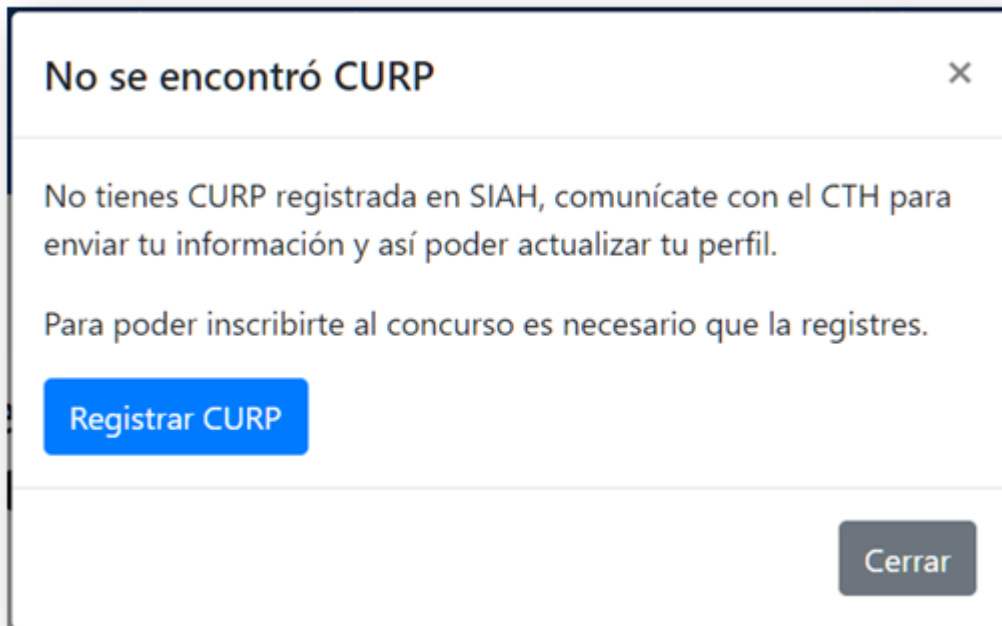 No se encontró CURP
×
No tienes CURP registrada en SIAH, comunícate con el CTH para
enviar tu información y así poder actualizar tu perfil.
Para poder inscribirte al concurso es necesario que la registres.
Registrar CURP
Cerrar